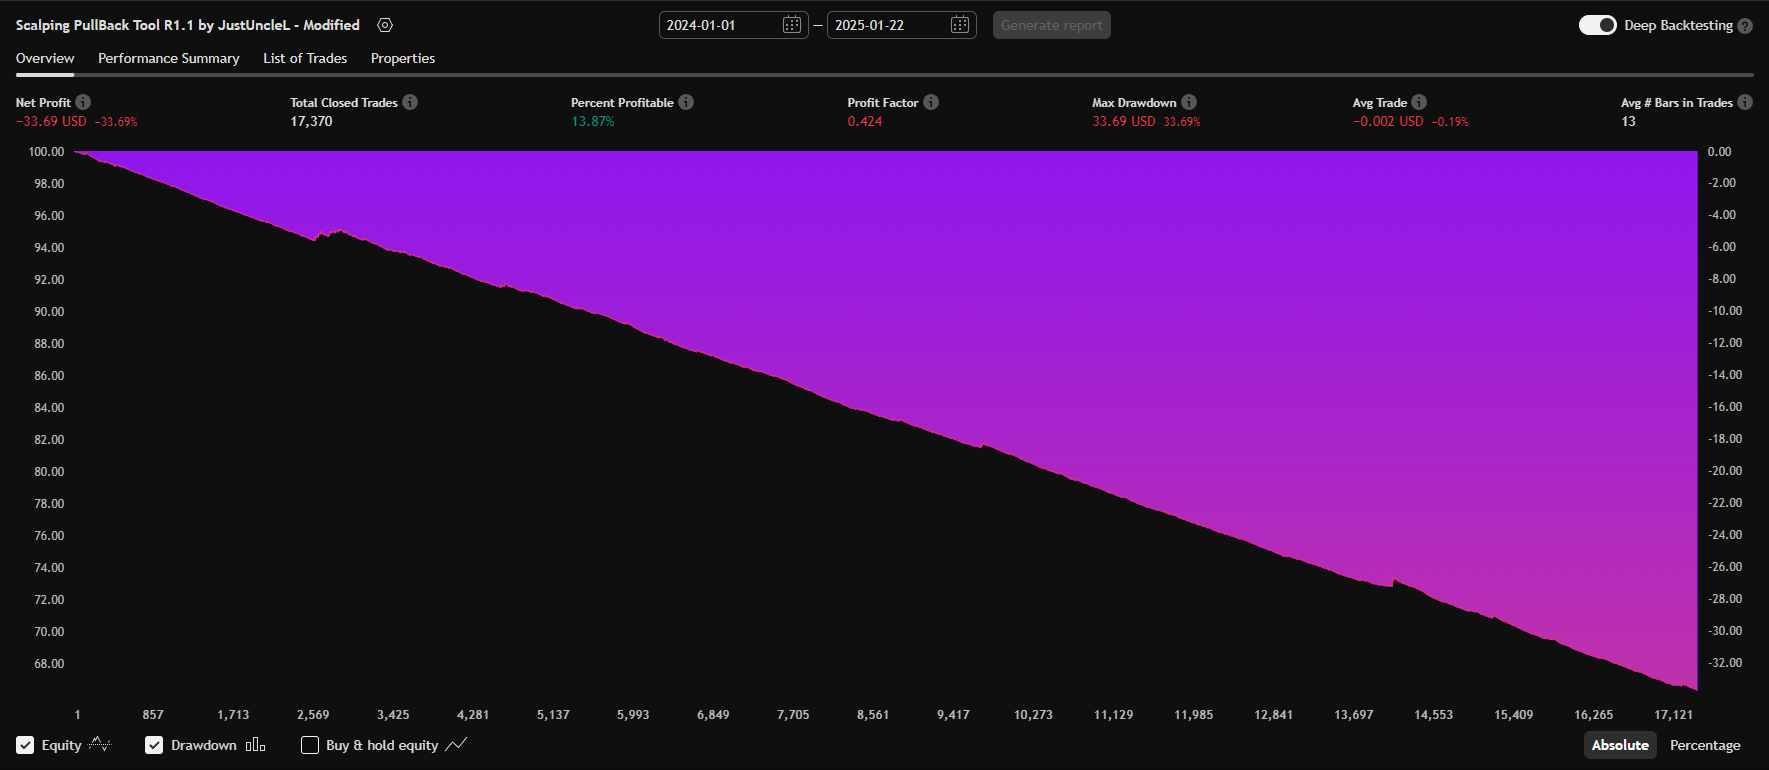 Scalping PullBack Tool R1.1 by JustUncleL - Modified
2024-01-01 — 2025-01-22 Generate report
Deep Backtesting ?
Overview Performance Summary List of Trades Properties
Net Profit Total Closed Trades Percent Profitable Profit Factor Max Drawdown Avg Trade Avg # Bars in Trades
−33.69 USD −33.69% 17,370 13.87% 0.424 33.69 USD 33.69% −0.002 USD −0.19% 13
100.00 0.00
98.00 -2.00
96.00 -4.00
94.00 -6.00
92.00 -8.00
90.00 -10.00
88.00 -12.00
86.00 -14.00
84.00 -16.00
82.00 -18.00
80.00 -20.00
78.00 -22.00
76.00 -24.00
74.00 -26.00
72.00 -28.00
70.00 -30.00
68.00 -32.00
1 857 1,713 2,569 3,425 4,281 5,137 5,993 6,849 7,705 8,561 9,417 10,273 11,129 11,985 12,841 13,697 14,553 15,409 16,265 17,121
Equity Drawdown Buy & hold equity Absolute Percentage